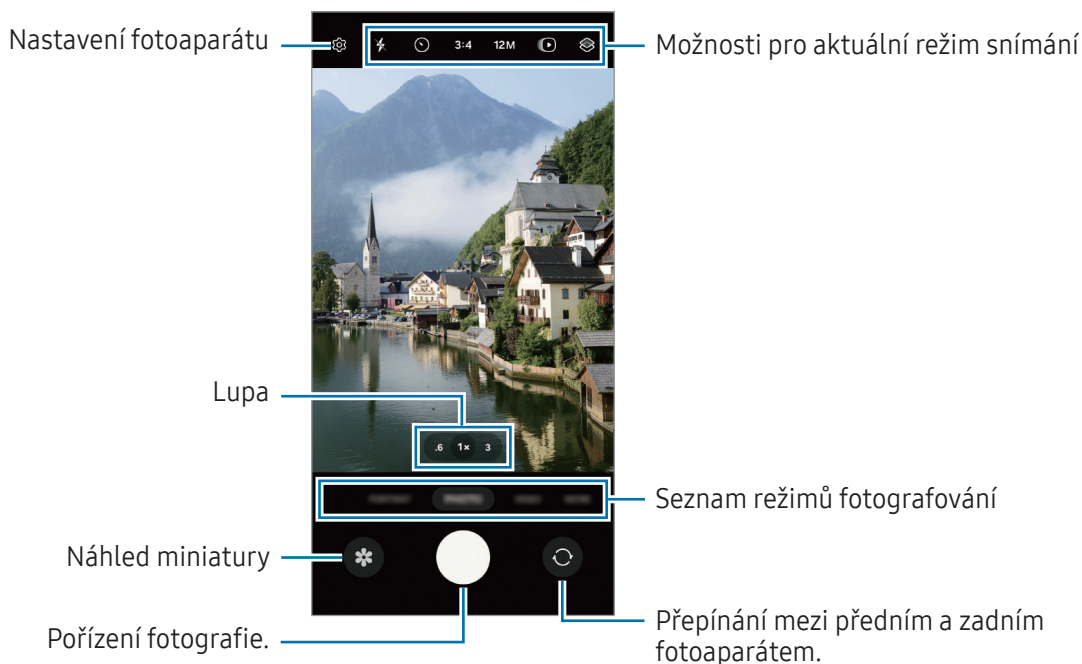 Nastavení fotoaparátu
3:4 12M
Možnosti pro aktuální režim snímání
Lupa
.6 1× 3
Seznam režimů fotografování
Náhled miniatury
Pořízení fotografie.
Přepínání mezi předním a zadním
fotoaparátem.